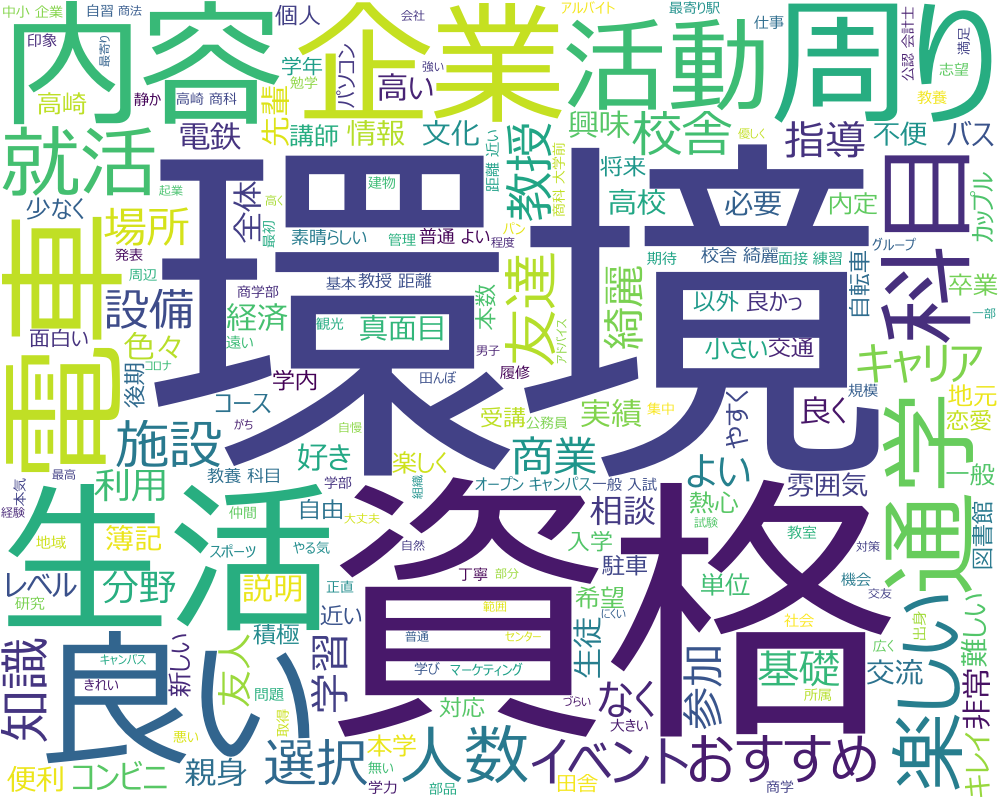 中小 企業
自習 商法
個人
会社
アルバイト
最寄り駅
仕事
公認 会計士
満足
内容
企業
活動
周り
印象
最寄り
学年
勉学
パソコン
強い
志望
教養
高崎
静か
高崎 商科
先輩
高い
就活
電鉄
講師
情報
文化
教授
距離 近い
興味
校舎
優しく
指導
不便
バス
起業
建物
商科 大学前
将来
環境
少なく
全体
高く
高校
必要
内定
カップル
電車
場所
発表
最初
素晴らしい
管理
普通 よい
パン
程度
校舎 綺麗
面接 練習
グループ
科目
周辺
商学部
基本
教授 距離
期待
自転車
設備
経済
観光
真面目
本数
友達
綺麗
以外
良かっ
卒業
一部
面白い
色々
遠い
アドバイス
小さい
交通
コロナ
後期
学内
男子
履修
キャリア
コース
田んぼ
規模
地元
恋愛
施設
がち
受講
公務員
実績
集中
やすく
良く
学
自慢
最高
教養 科目
好き
楽しく
商業
よい
雰囲気
一般
経験
本気
利用
学部
組織
オープン キャンパス
一般 入試
通
生活
仲間
自由
大丈夫
資格
相談
熱心
試験
図書館
地域
簿記
スポーツ
やる気
自然
入学
教室
対策
レベル
分野
説明
正直
丁寧
部分
駐車
単位
機会
交友
研究
近い
希望
範囲
にくい
社会
出身
難しい
積極
生徒
基礎
広く
知識
良い
キャンパス
新しい
友人
学習
普通
センター
なく
参加
交流
楽しい
非常
きれい
問題
学び
マーケティング
づらい
所属
取得
対応
大きい
悪い
キレイ
便利
コンビニ
親身
選択
本学
無い
人数
イベント
おすすめ
学力
部品
田舎
商学